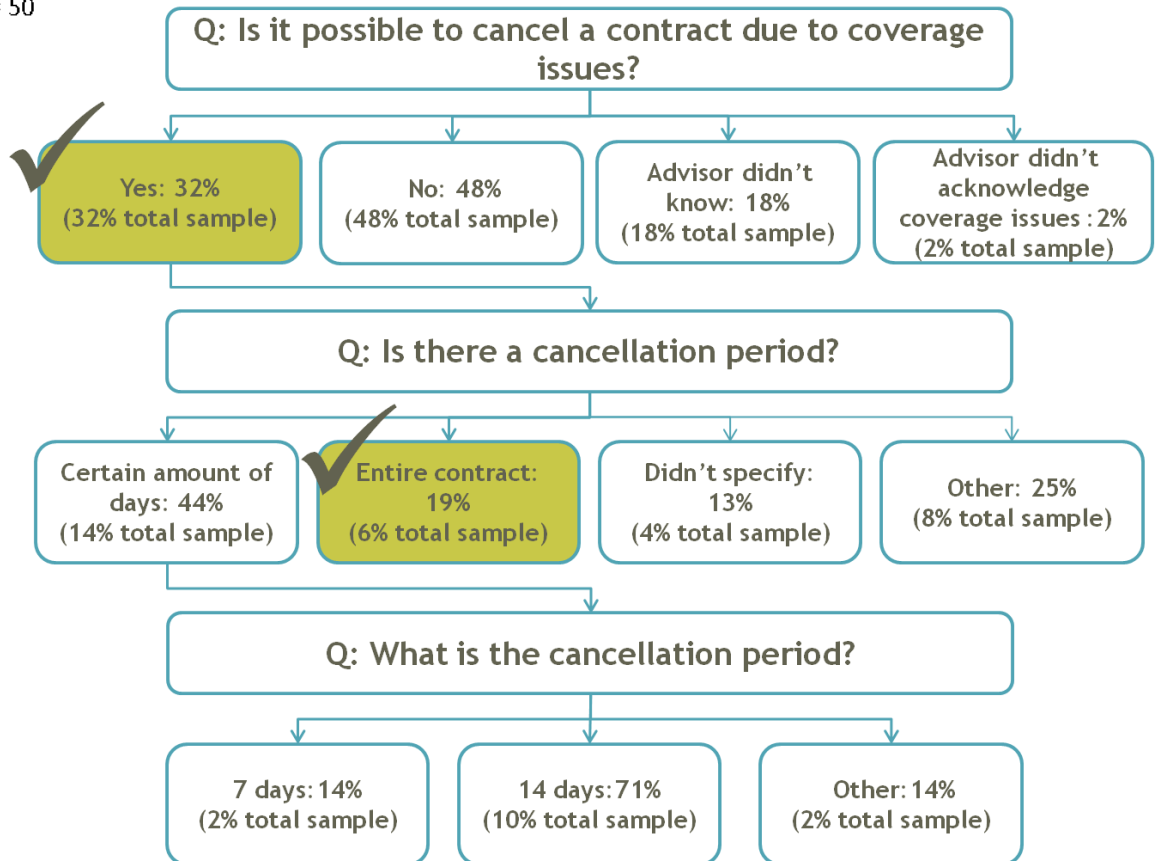 50
Q: Is it possible to cancel a contract due to coverage
issues?
Yes: 32%
(32% total sample)
No: 48%
(48% total sample)
Advisor didn't
know: 18%
(18% total sample)
Advisor didn't
acknowledge
coverage issues : 2%
(2% total sample)
Q: Is there a cancellation period?
Certain amount of
days: 44%
(14% total sample)
Entire contract:
19%
(6% total sample)
Didn't specify:
13%
(4% total sample)
Other: 25%
(8% total sample)
Q: What is the cancellation period?
7 days: 14%
(2% total sample)
14 days: 71%
(10% total sample)
Other: 14%
(2% total sample)